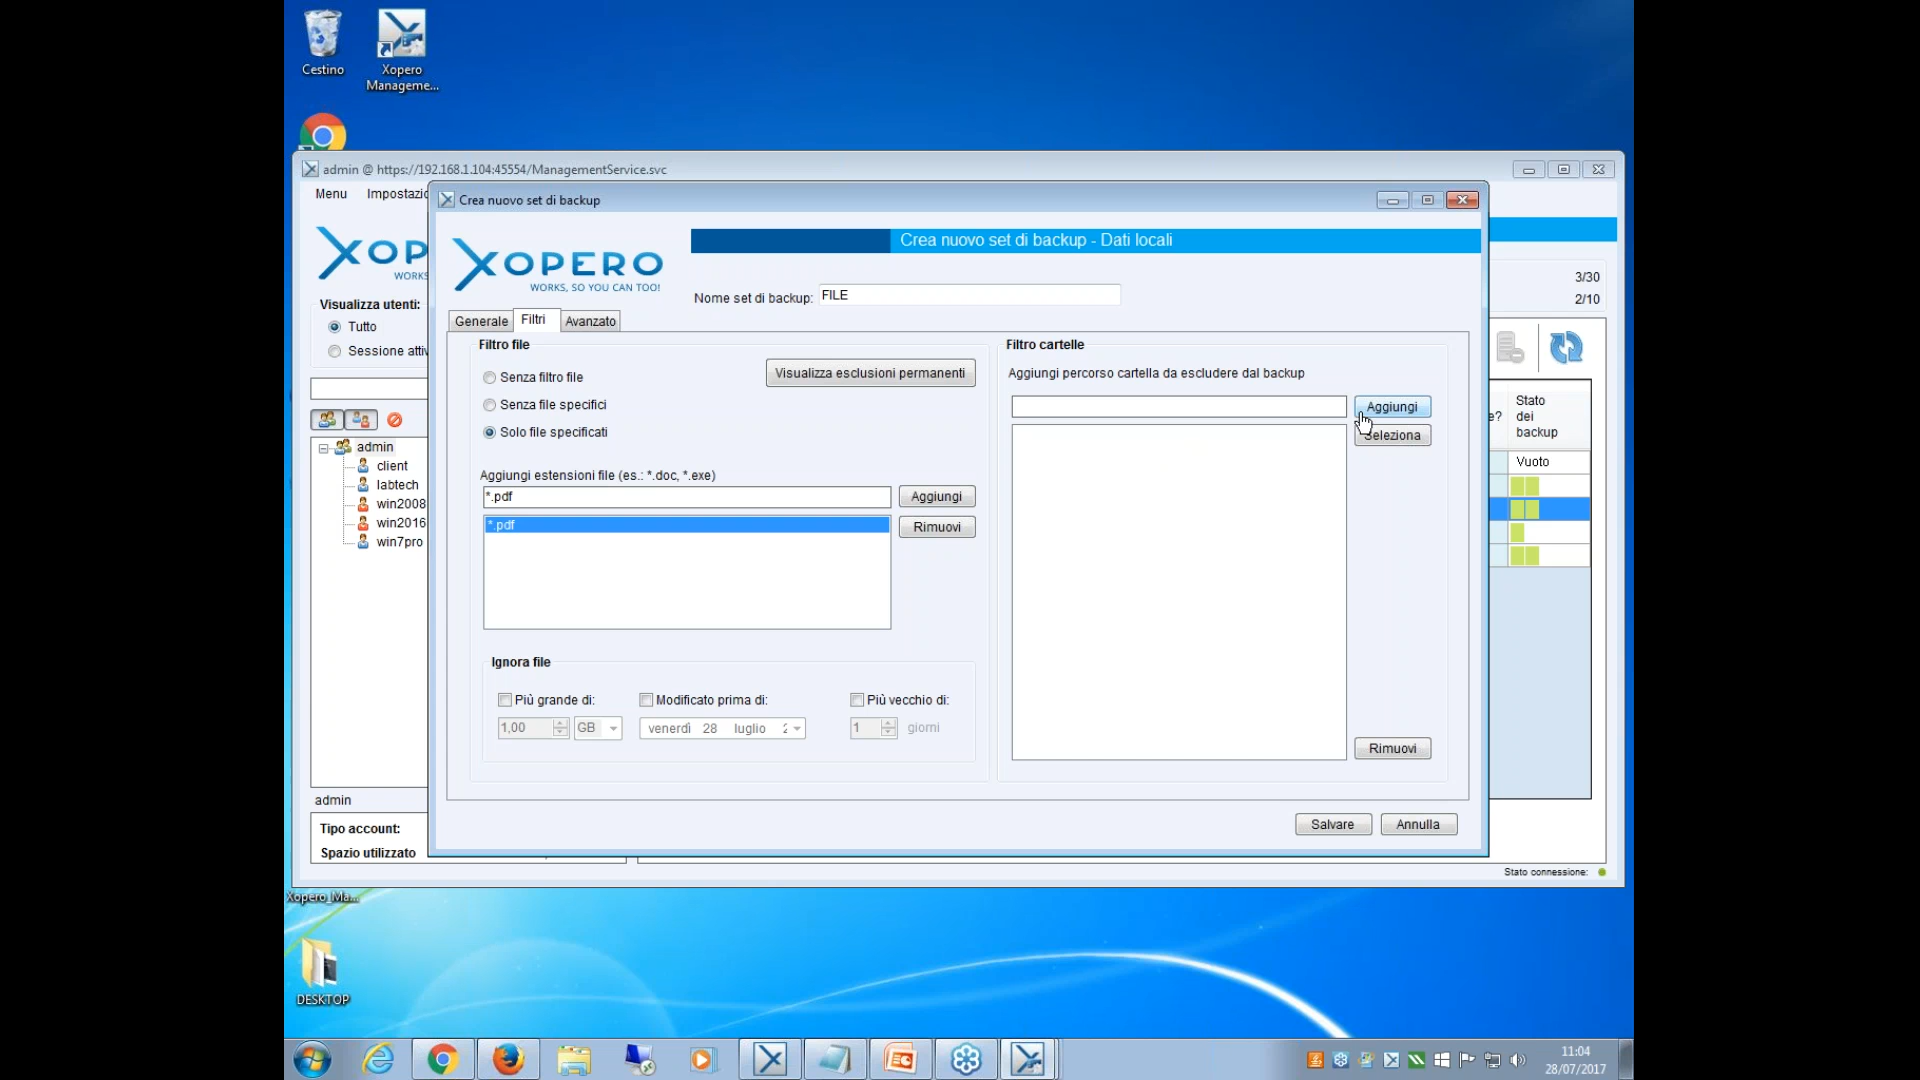 Cestino
Xopero
Manageme...
admin @ https://192.168.1.104:45554/ManagementService.svc
Menu
Crea nuovo set di backup
XOPERO
WORKS, SO YOU CAN TOO!
Crea nuovo set di backup - Dati locali
Nome set di backup: FILE
3/30
2/10
Visualizza utenti:
Tutto
Generale
Filtri
Avanzato
Filtro file
Senza filtro file
Visualizza esclusioni permanenti
Senza file specifici
Solo file specificati
Aggiungi estensioni file (es.: *.doc, *.exe)
*.pdf
Aggiungi
*.pdf
Rimuovi
Ignora file
Più grande di:
Modificato prima di:
Più vecchio di:
1,00
GB
venerdì 28 luglio
1
giorni
Filtro cartelle
Aggiungi percorso cartella da escludere dal backup
Aggiungi
Seleziona
Rimuovi
Salvare
Annulla
admin
client
labtech
win2008
win2016
win7pro
Stato
dei
backup
Vuoto
admin
Tipo account:
Spazio utilizzato
Stato connessione:
Xopero_Ma...
DESKTOP
11:04
28/07/2017